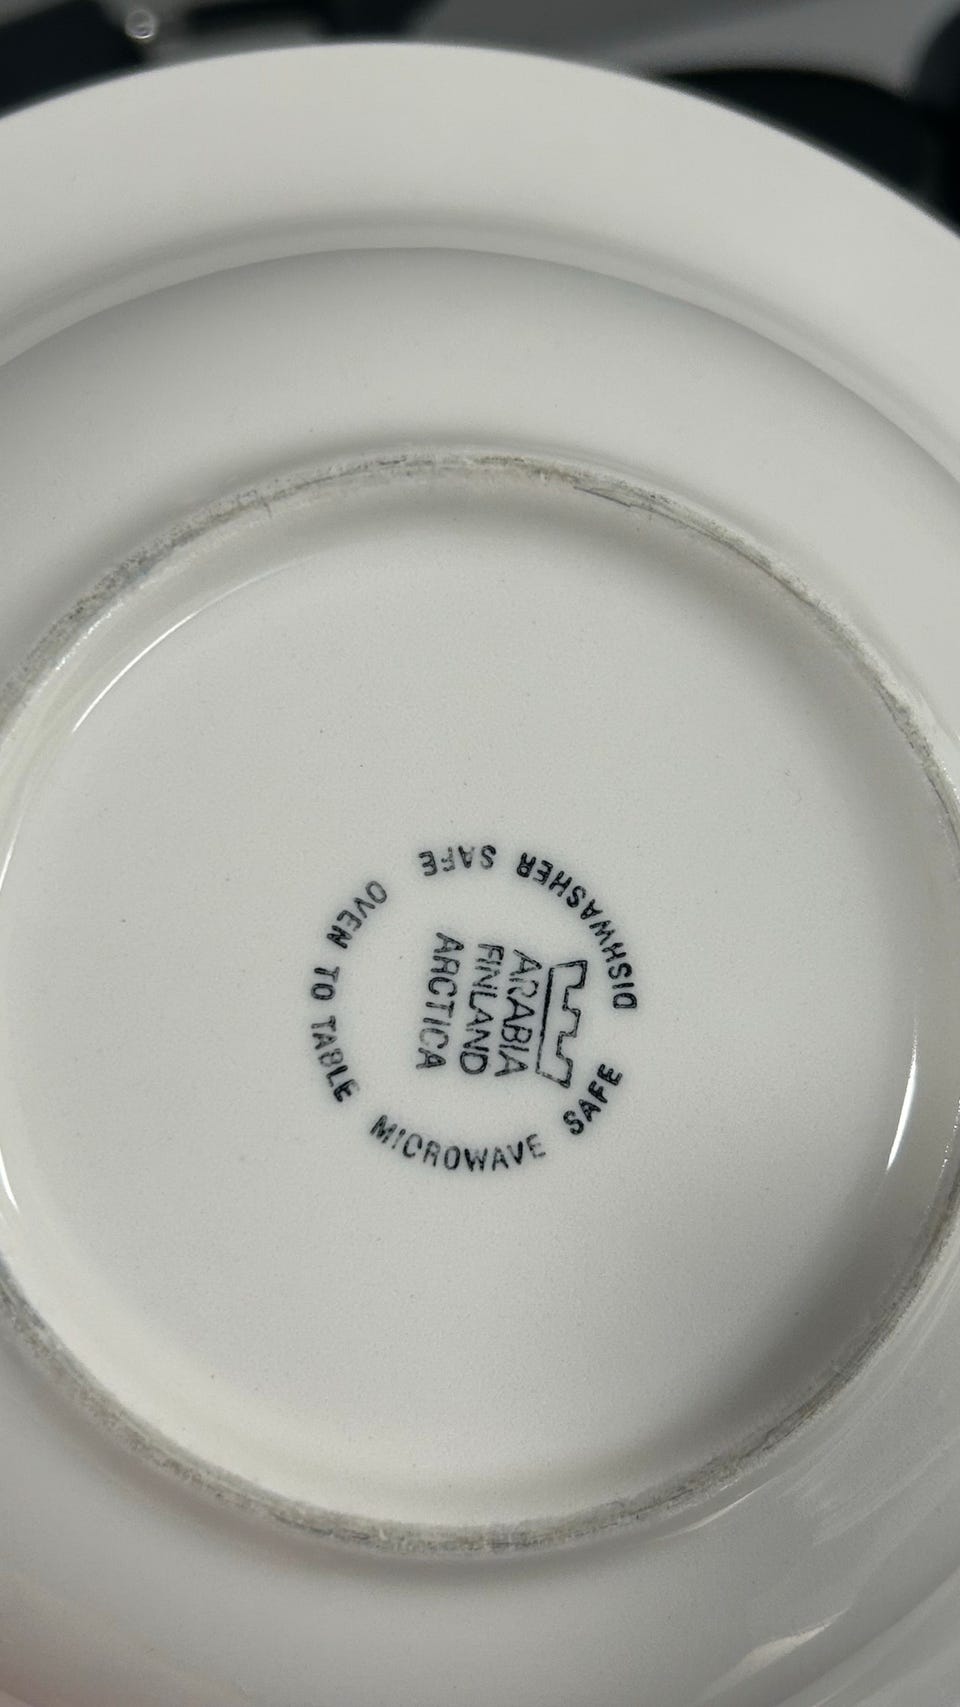 ARABIA
FINLAND
ARCTICA
DISHWASHER SAFE OVEN TO TABLE MICROWAVE SAFE